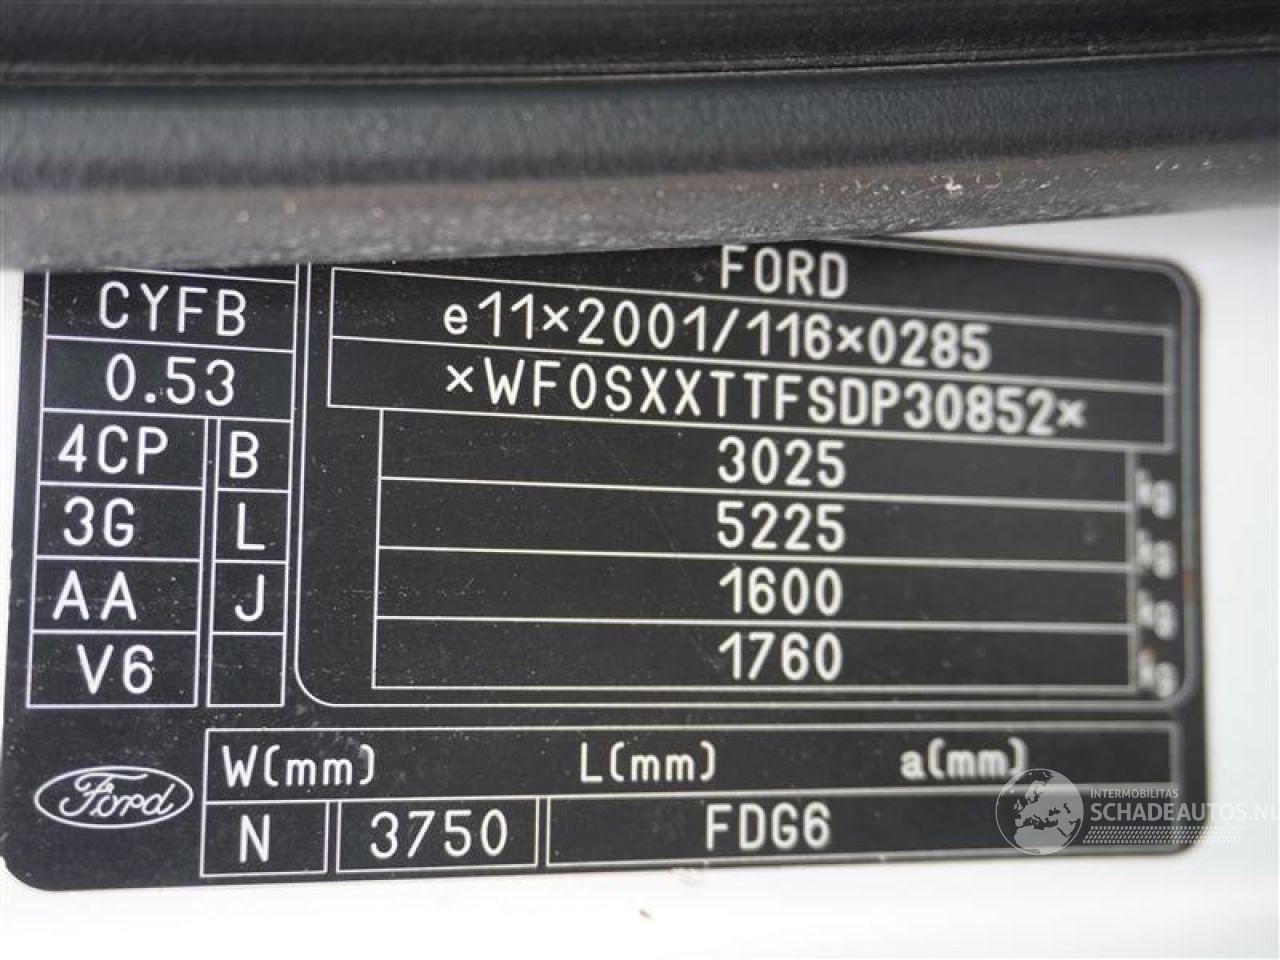 FORD
CYFB
e11×2001/116×0285
0.53
×WF0SXXTTFSDP30852×
4CP B
3025 kg
3G L
5225 kg
AA J
1600 kg
V6
1760 kg
W(mm) L(mm) a(mm)
Ford
N 3750 FDG6
INTERMOBILITAS
SCHADEAUTOS.NL